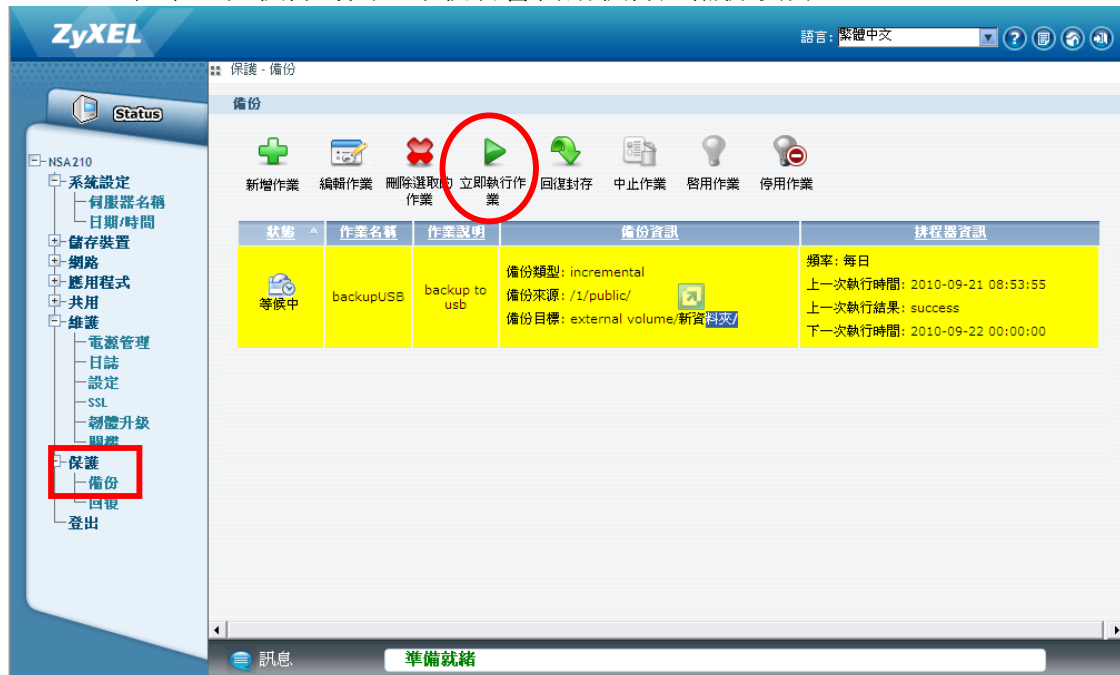 ZyXEL
語言: 繁體中文
保護 - 備份
Status
備份
NSA210
系統設定
伺服器名稱
日期/時間
儲存裝置
網路
應用程式
共用
維護
電源管理
日誌
設定
SSL
韌體升級
關機
保護
備份
回復
登出
新增作業
編輯作業
刪除選取的
作業
立即執行作
業
回復封存
中止作業
啟用作業
停用作業
狀態
作業名稱
作業說明
備份資訊
排程器資訊
等候中
backupUSB
backup to
usb
備份類型: incremental
備份來源: /1/public/
備份目標: external volume/新資料夾/
頻率: 每日
上一次執行時間: 2010-09-21 08:53:55
上一次執行結果: success
下一次執行時間: 2010-09-22 00:00:00
訊息
準備就緒